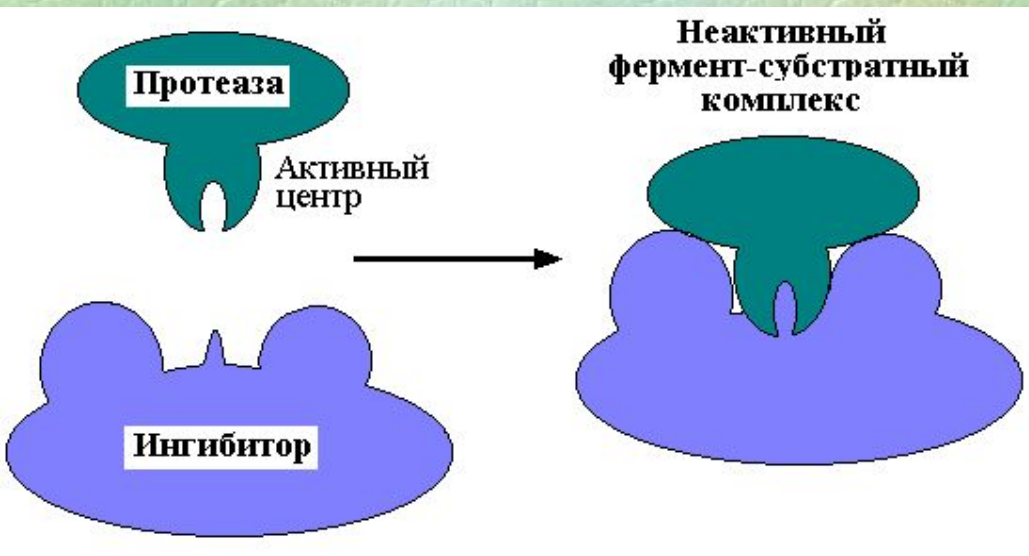 Протеаза
Активный
центр
Ингибитор
Неактивный
фермент-субстратный
комплекс